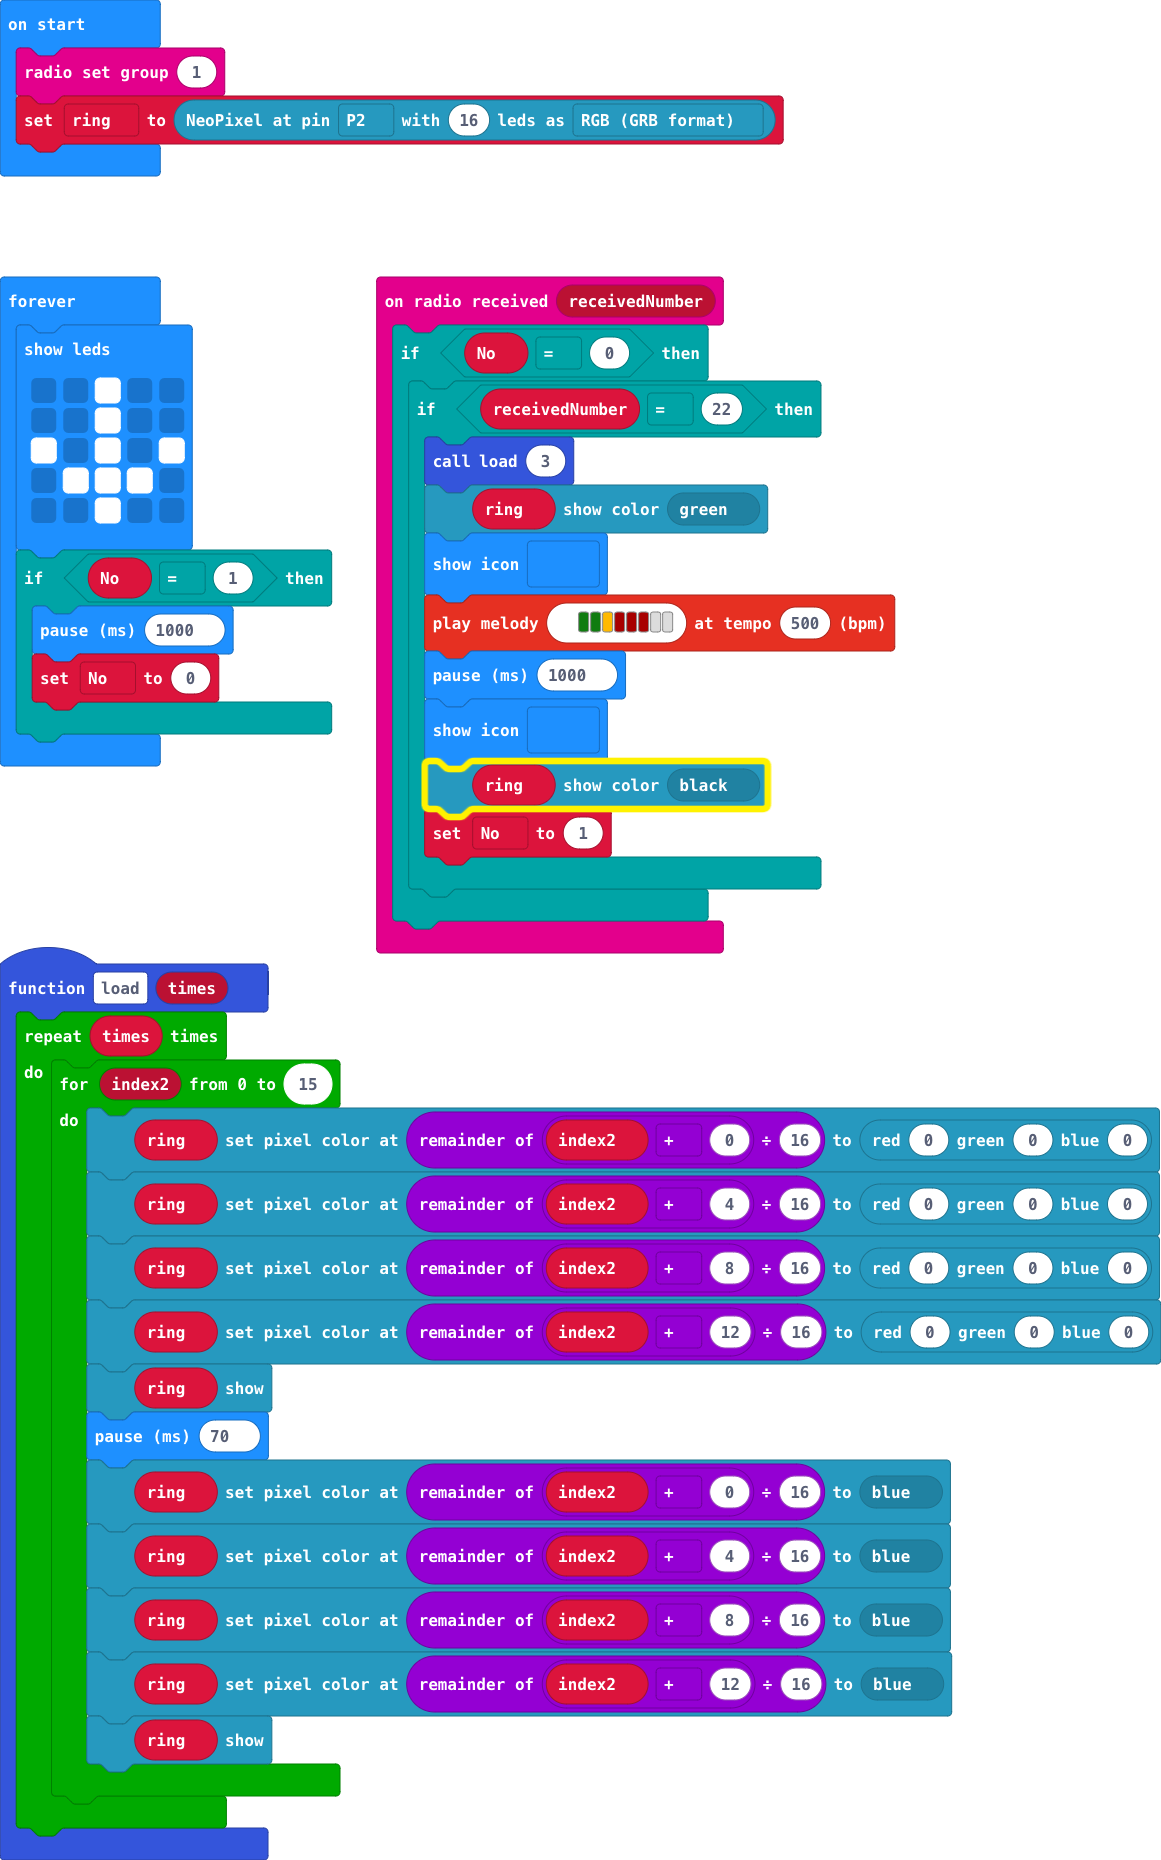 on start
radio set group 1
set ring to NeoPixel at pin P2 with 16 leds as RGB (GRB format)
forever
show leds
if No = 1 then
pause (ms) 1000
set No to 0
on radio received receivedNumber
if No = 0 then
if receivedNumber = 22 then
call load 3
ring show color green
show icon
play melody at tempo 500 (bpm)
pause (ms) 1000
show icon
ring show color black
set No to 1
function load times
repeat times times
do for index2 from 0 to 15
do ring set pixel color at remainder of index2 + 0 ÷ 16 to red 0 green 0 blue 0
ring set pixel color at remainder of index2 + 4 ÷ 16 to red 0 green 0 blue 0
ring set pixel color at remainder of index2 + 8 ÷ 16 to red 0 green 0 blue 0
ring set pixel color at remainder of index2 + 12 ÷ 16 to red 0 green 0 blue 0
ring show
pause (ms) 70
ring set pixel color at remainder of index2 + 0 ÷ 16 to blue
ring set pixel color at remainder of index2 + 4 ÷ 16 to blue
ring set pixel color at remainder of index2 + 8 ÷ 16 to blue
ring set pixel color at remainder of index2 + 12 ÷ 16 to blue
ring show